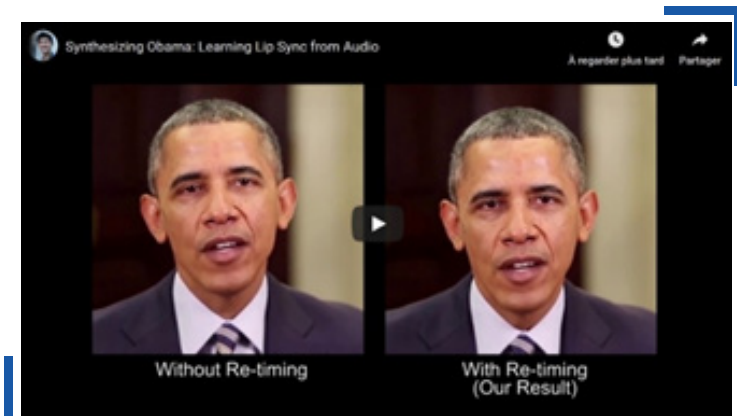 Synthesizing Obama: Learning Lip Sync from Audio
À regarder plus tard
Partager
Without Re-timing
With Re-timing
(Our Result)